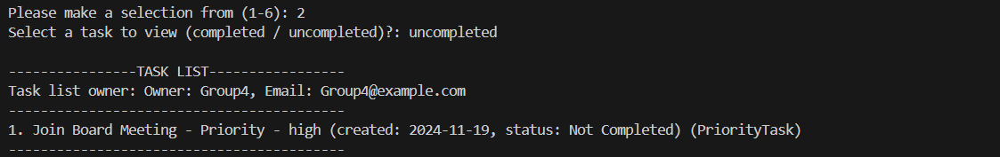 Please make a selection from (1-6): 2
Select a task to view (completed / uncompleted)?: uncompleted
----------------TASK LIST-----------------
Task list owner: Owner: Group4, Email: Group4@example.com
------------------------------------------
1. Join Board Meeting - Priority - high (created: 2024-11-19, status: Not Completed) (PriorityTask)
------------------------------------------